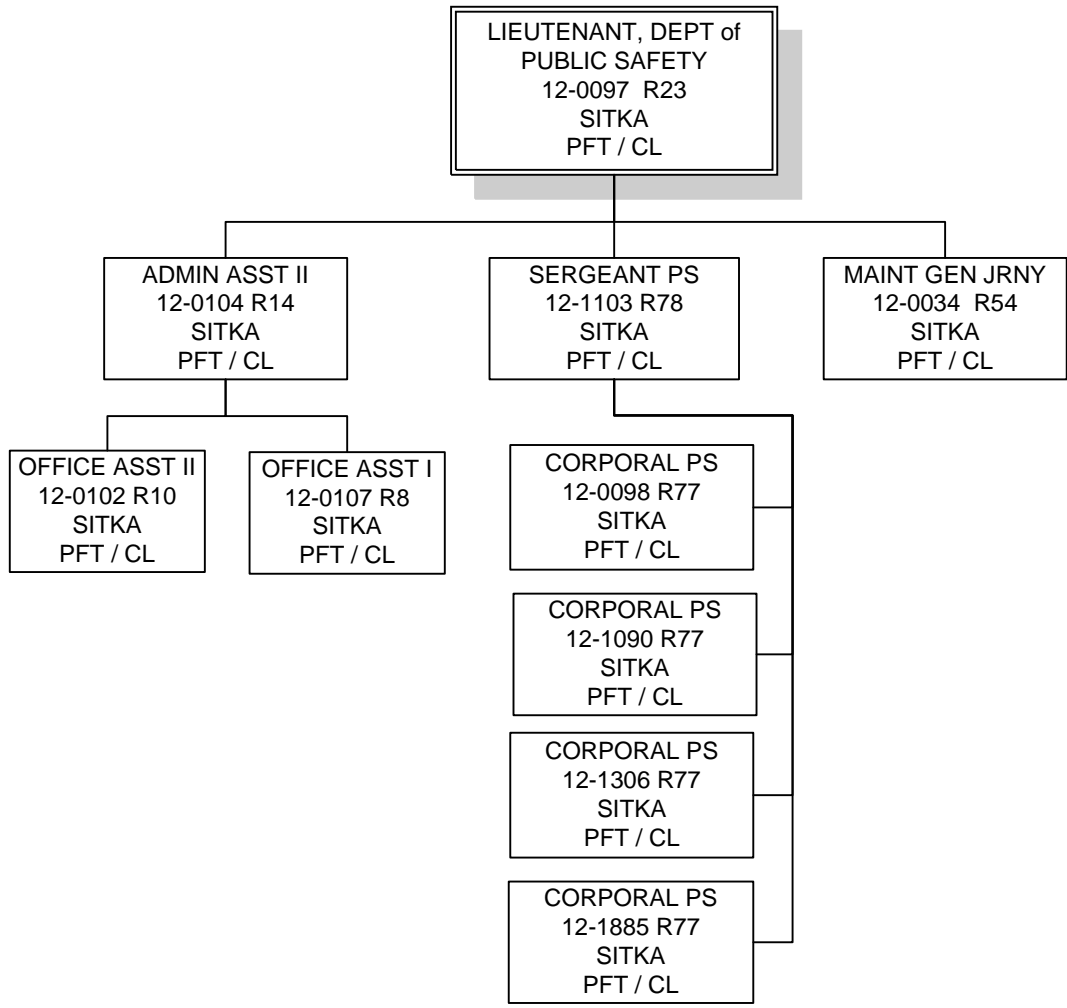 LIEUTENANT, DEPT of
PUBLIC SAFETY
12-0097 R23
SITKA
PFT / CL
ADMIN ASST II
12-0104 R14
SITKA
PFT / CL
SERGEANT PS
12-1103 R78
SITKA
PFT / CL
MAINT GEN JRNY
12-0034 R54
SITKA
PFT / CL
OFFICE ASST II
12-0102 R10
SITKA
PFT / CL
OFFICE ASST I
12-0107 R8
SITKA
PFT / CL
CORPORAL PS
12-0098 R77
SITKA
PFT / CL
CORPORAL PS
12-1090 R77
SITKA
PFT / CL
CORPORAL PS
12-1306 R77
SITKA
PFT / CL
CORPORAL PS
12-1885 R77
SITKA
PFT / CL